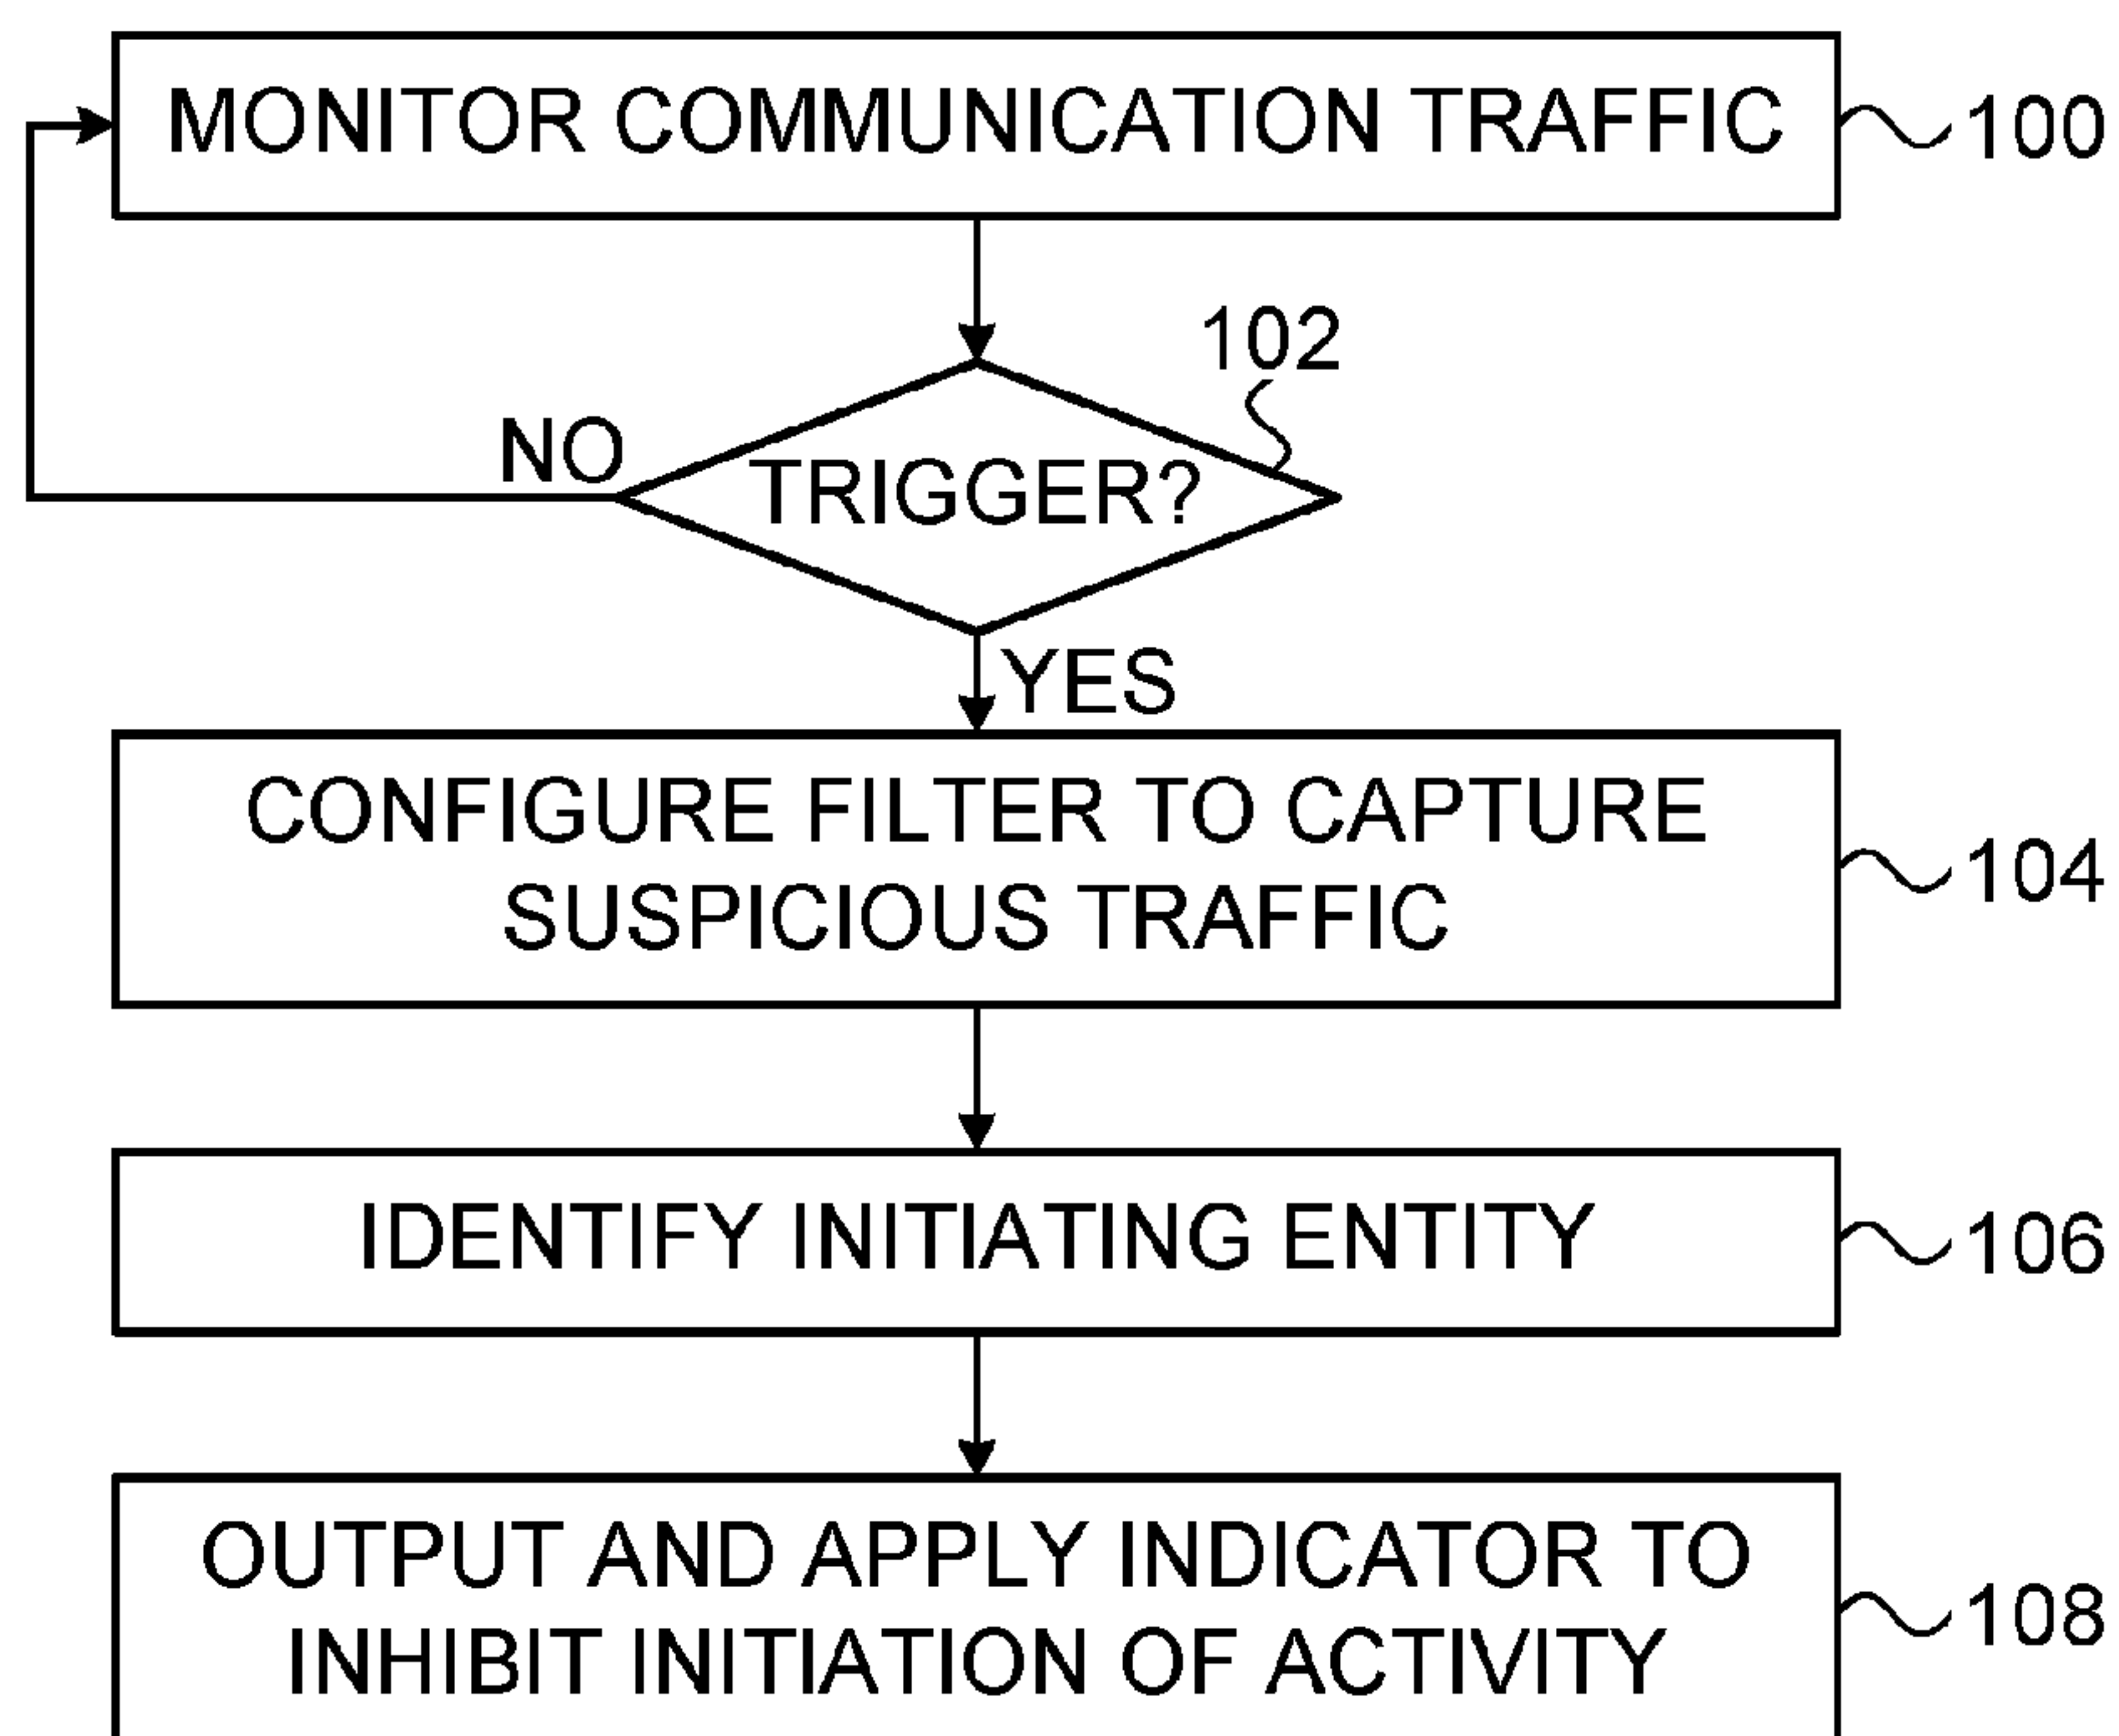 MONITOR COMMUNICATION TRAFFIC
100
102
NO
TRIGGER?
YES
CONFIGURE FILTER TO CAPTURE
SUSPICIOUS TRAFFIC
104
IDENTIFY INITIATING ENTITY
106
OUTPUT AND APPLY INDICATOR TO
INHIBIT INITIATION OF ACTIVITY
108